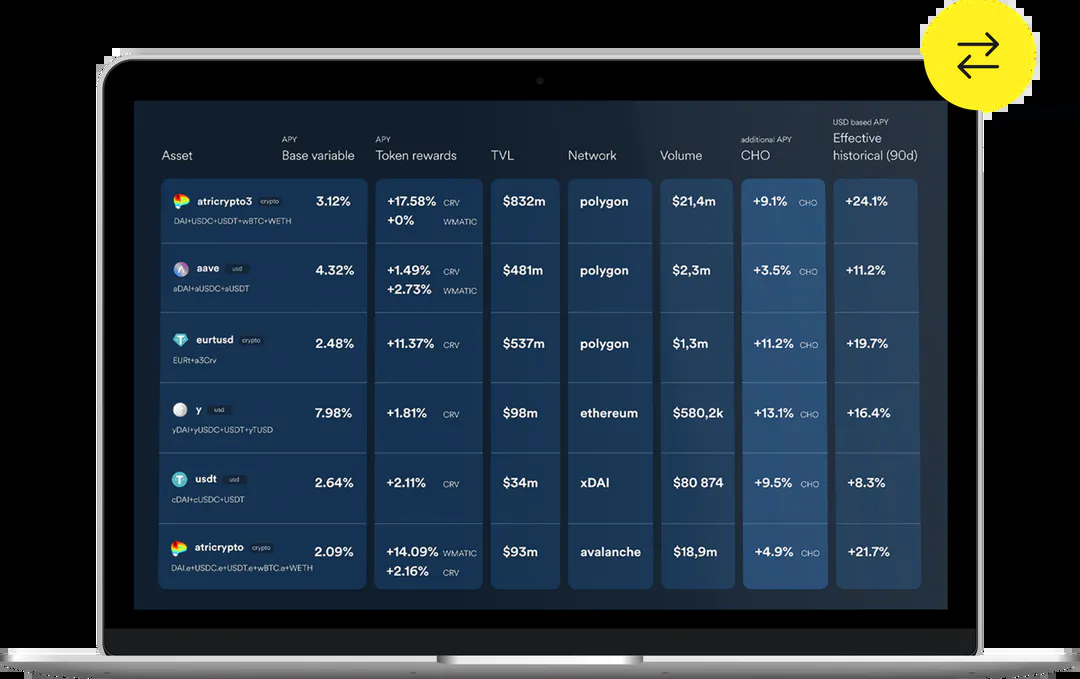 APY
APY
additional APY
USD based APY
Asset
Base variable
Token rewards
TVL
Network
Volume
CHO
Effective
historical (90d)
atricrypto3 crypto
3.12%
+17.58% CRV
+0% WMATIC
$832m
polygon
$21,4m
+9.1% CHO
+24.1%
DAI+USDC+USDT+wBTC+WETH
aave usd
4.32%
+1.49% CRV
+2.73% WMATIC
$481m
polygon
$2,3m
+3.5% CHO
+11.2%
aDAI+aUSDC+aUSDT
eurtusd crypto
2.48%
+11.37% CRV
$537m
polygon
$1,3m
+11.2% CHO
+19.7%
EURt+a3Crv
y usd
7.98%
+1.81% CRV
$98m
ethereum
$580,2k
+13.1% CHO
+16.4%
yDAI+yUSDC+USDT+yTUSD
usdt usd
2.64%
+2.11% CRV
$34m
xDAI
$80 874
+9.5% CHO
+8.3%
cDAI+cUSDC+USDT
atricrypto crypto
2.09%
+14.09% WMATIC
+2.16% CRV
$93m
avalanche
$18,9m
+4.9% CHO
+21.7%
DAI.e+USDC.e+USDT.e+wBTC.e+WETH